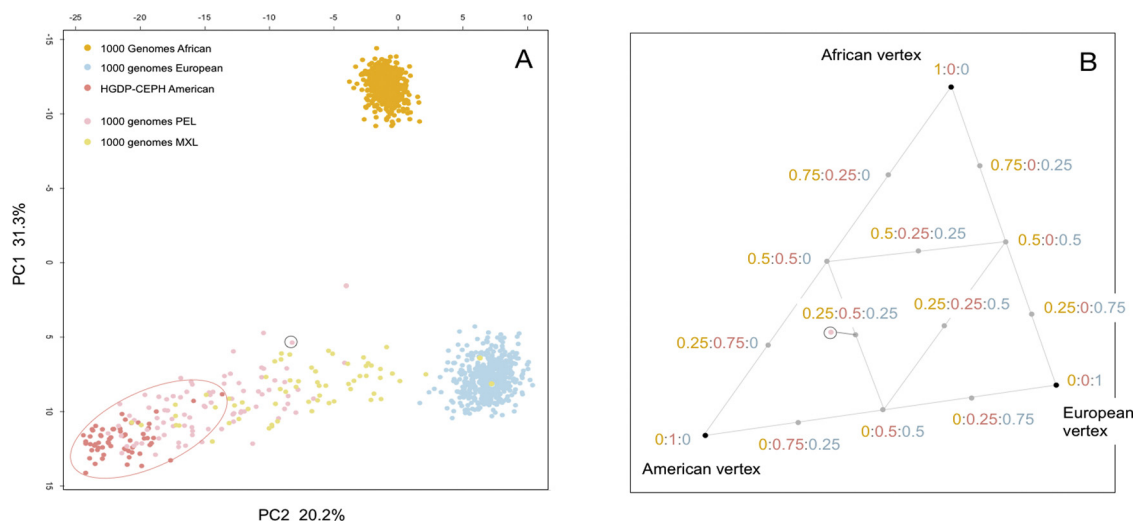 -25 -20 -15 -10 -5 0 5 10
-15
-10
-5
0
5
10
15
PC1 31.3%
PC2 20.2%
A
1000 Genomes African
1000 genomes European
HGDP-CEPH American
1000 genomes PEL
1000 genomes MXL
B
African vertex
1:0:0
0.75:0.25:0
0.75:0:0.25
0.5:0.25:0.25
0.5:0:0.5
0.5:0.5:0
0.25:0.5:0.25
0.25:0.25:0.5
0.25:0:0.75
0.25:0.75:0
0:0:1
European
vertex
0:0.25:0.75
0:0.5:0.5
0:0.75:0.25
0:1:0
American vertex